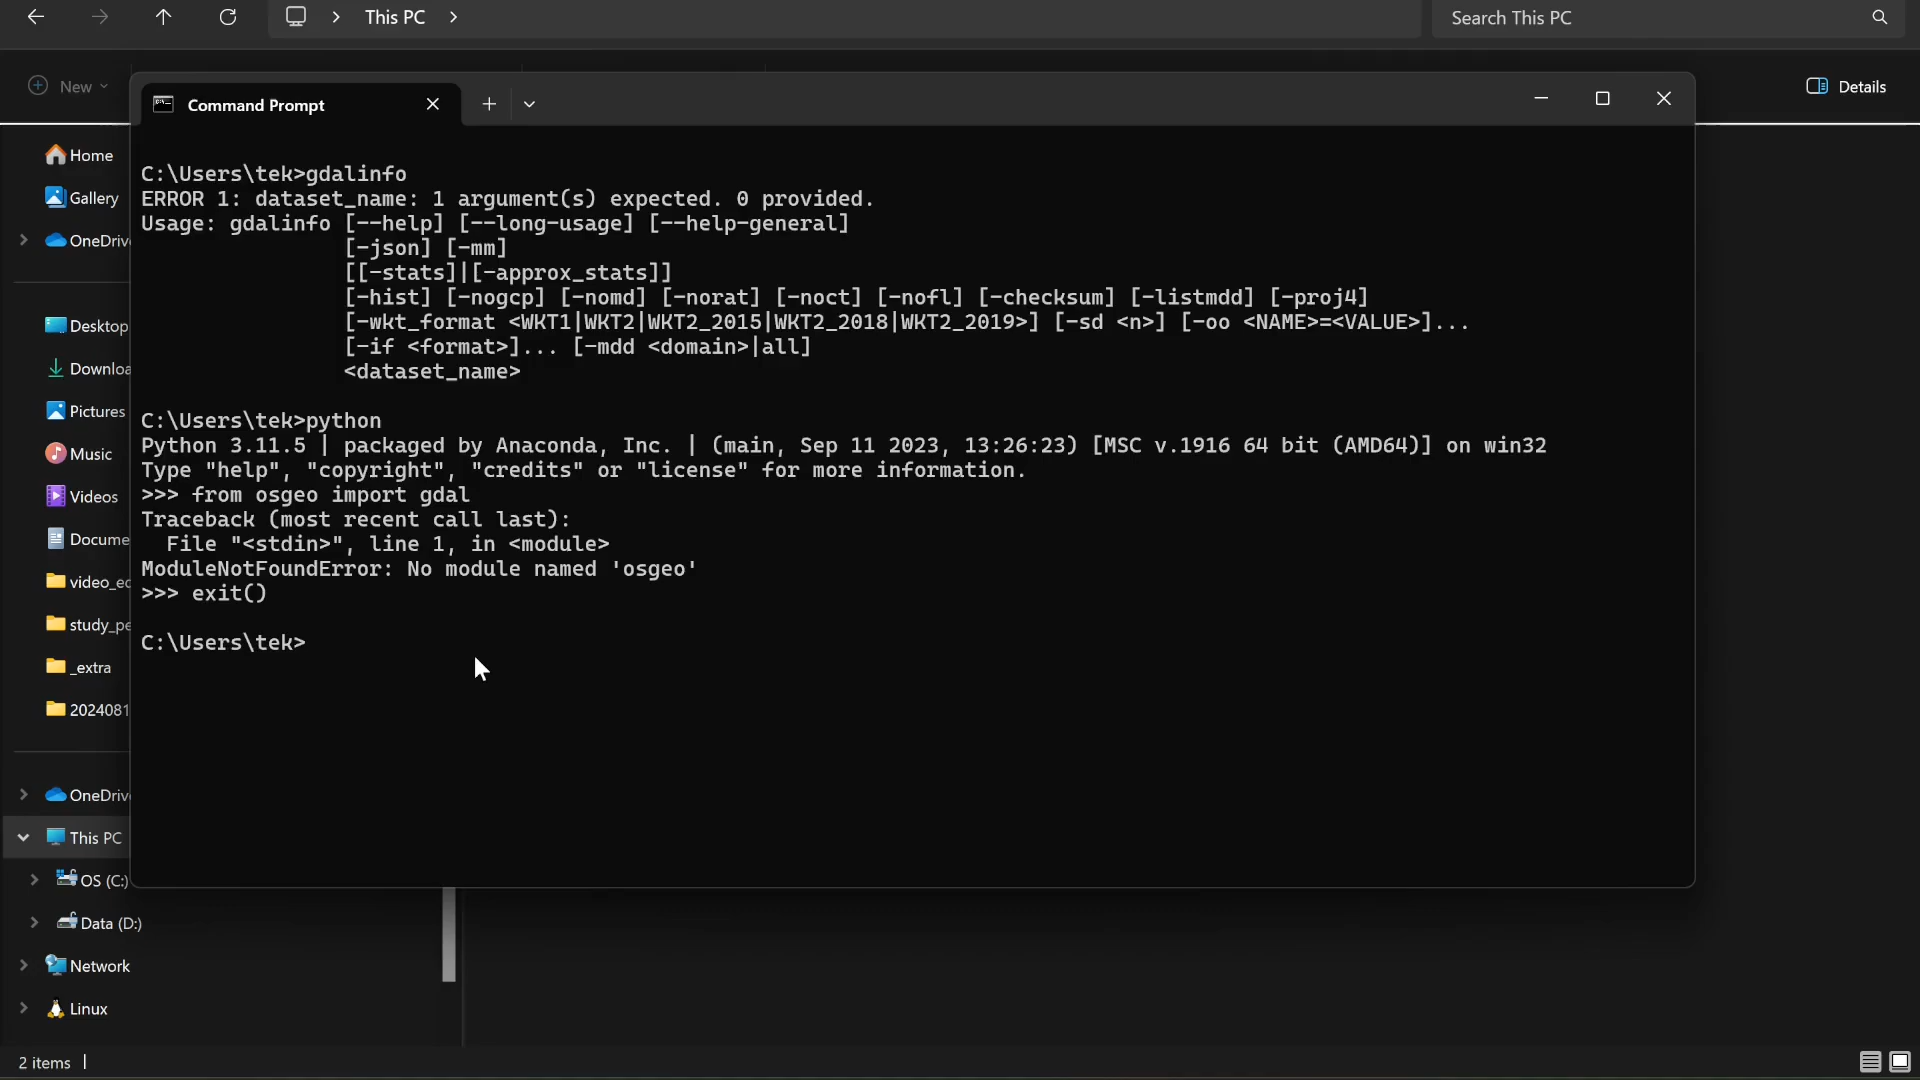 This PC
Search This PC
New
Details
Command Prompt
Home
Gallery
OneDriv
Desktop
Downloa
Pictures
Music
Videos
Docume
video_ed
study_pe
_extra
2024081
OneDriv
This PC
OS (C:)
Data (D:)
Network
Linux
2 items
C:\Users\tek>gdalinfo
ERROR 1: dataset_name: 1 argument(s) expected. 0 provided.
Usage: gdalinfo [--help] [--long-usage] [--help-general]
[-json] [-mm]
[[-stats]|[-approx_stats]]
[-hist] [-nogcp] [-nomd] [-norat] [-noct] [-nofl] [-checksum] [-listmdd] [-proj4]
[-wkt_format <WKT1|WKT2|WKT2_2015|WKT2_2018|WKT2_2019>] [-sd <n>] [-oo <NAME>=<VALUE>]...
[-if <format>]... [-mdd <domain>|all]
<dataset_name>
C:\Users\tek>python
Python 3.11.5 | packaged by Anaconda, Inc. | (main, Sep 11 2023, 13:26:23) [MSC v.1916 64 bit (AMD64)] on win32
Type "help", "copyright", "credits" or "license" for more information.
>>> from osgeo import gdal
Traceback (most recent call last):
File "<stdin>", line 1, in <module>
ModuleNotFoundError: No module named 'osgeo'
>>> exit()
C:\Users\tek>